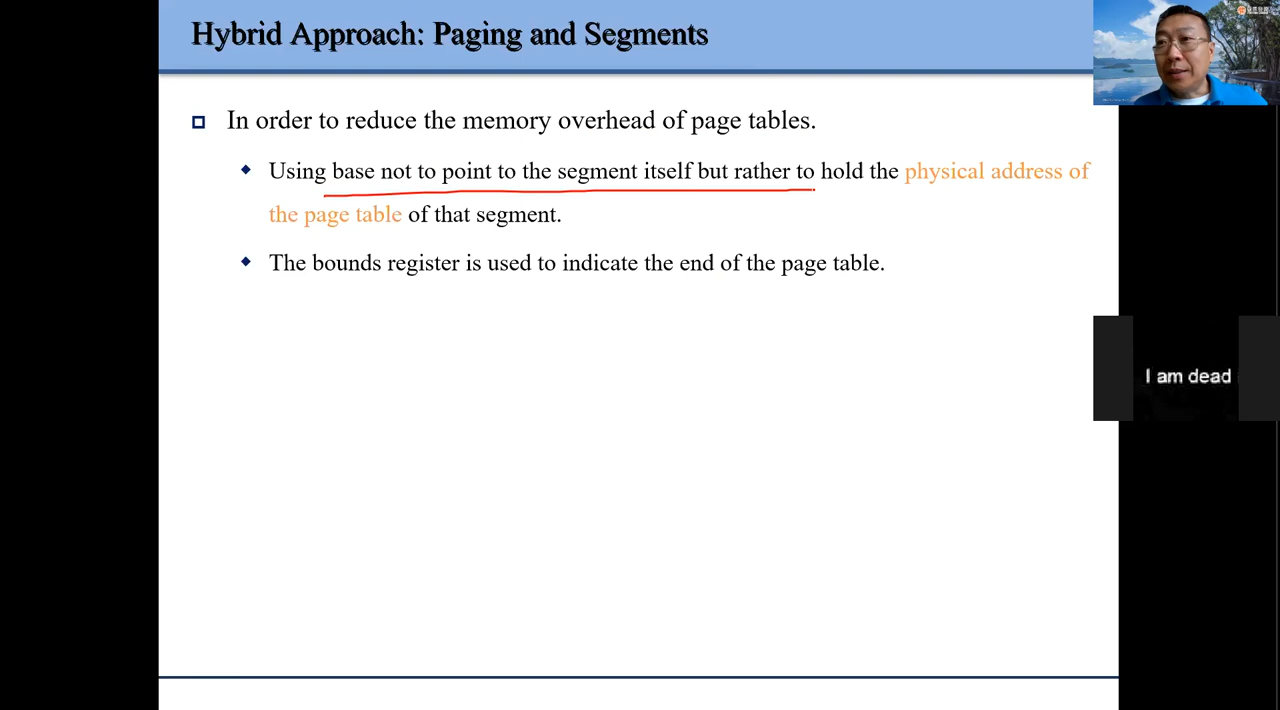 Hybrid Approach: Paging and Segments
In order to reduce the memory overhead of page tables.
Using base not to point to the segment itself but rather to hold the physical address of
the page table of that segment.
The bounds register is used to indicate the end of the page table.
I am dead